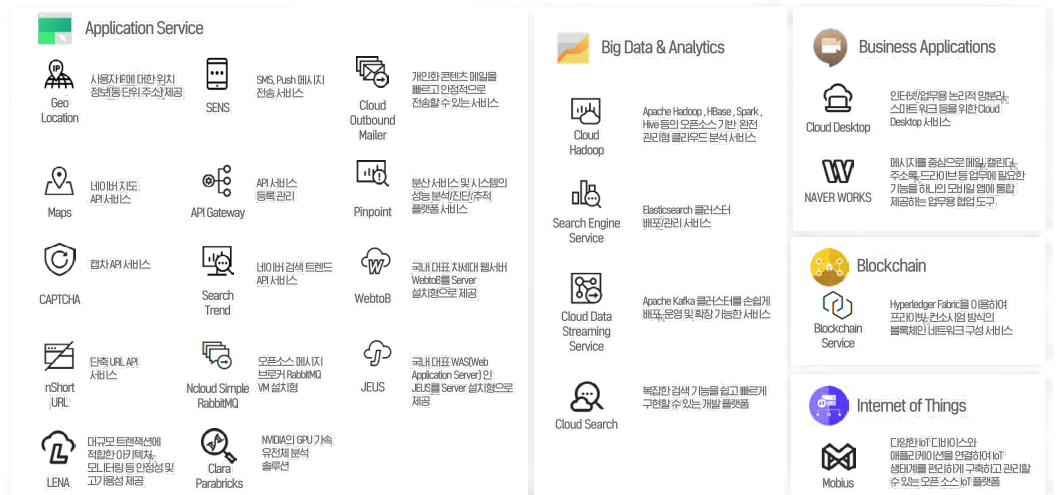 Application Service
Geo
Location
사용자 IP에 대한 위치
정보(동 단위 주소)제공
SENS
SMS, Push 메시지
전송 서비스
Cloud
Outbound
Mailer
개인화 콘텐츠 메일을
빠르고 안정적으로
전송할 수 있는 서비스
Maps
네이버 지도
API 서비스
API Gateway
API 서비스
등록 관리
Pinpoint
분산 서비스 및 시스템의
성능 분석/진단/추적
플랫폼 서비스
CAPTCHA
캡차 API 서비스
Search
Trend
네이버 검색 트렌드
API 서비스
WebtoB
국내 대표 차세대 웹서버
WebtoB를 Server
설치형으로 제공
nShort
URL
단축 URL API
서비스
Ncloud Simple
RabbitMQ
오픈소스 메시지
브로커 RabbitMQ
VM 설치형
JEUS
국내 대표 WAS(Web
Application Server) 인
JEUS를 Server 설치형으로
제공
LENA
대규모 트랜잭션에
적합한 아키텍처,
모니터링 등 안정성 및
고가용성 제공
Clara
Parabricks
NVIDIA의 GPU 가속
유전체 분석
솔루션
Big Data & Analytics
Cloud
Hadoop
Apache Hadoop , HBase , Spark ,
Hive 등의 오픈소스 기반 완전
관리형 클라우드 분석 서비스
Search Engine
Service
Elasticsearch 클러스터
배포/관리 서비스
Cloud Data
Streaming
Service
Apache Kafka 클러스터를 손쉽게
배포, 운영 및 확장 가능한 서비스
Cloud Search
복잡한 검색 기능을 쉽고 빠르게
구현할 수 있는 개발 플랫폼
Business Applications
Cloud Desktop
인터넷/업무용 논리적 망분리,
스마트 워크 등을 위한 Cloud
Desktop 서비스
NAVER WORKS
메시지를 중심으로 메일, 캘린더,
주소록, 드라이브 등 업무에 필요한
기능을 하나의 모바일 앱에 통합
제공하는 업무용 협업 도구
Blockchain
Blockchain
Service
Hyperledger Fabric을 이용하여
프라이빗, 컨소시엄 방식의
블록체인 네트워크 구성 서비스
Internet of Things
Mobius
다양한 IoT 디바이스와
애플리케이션을 연결하여 IoT
생태계를 편리하게 구축하고 관리할
수 있는 오픈 소스 IoT 플랫폼